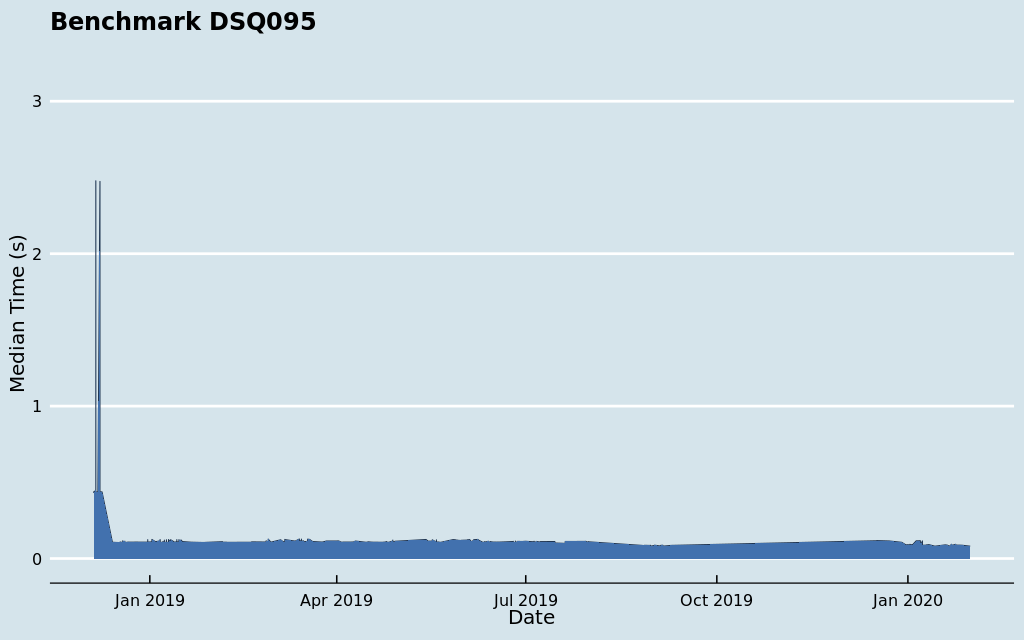 Benchmark DSQ095
Median Time (s)
3
2
1
0
Jan 2019
Apr 2019
Jul 2019
Oct 2019
Jan 2020
Date